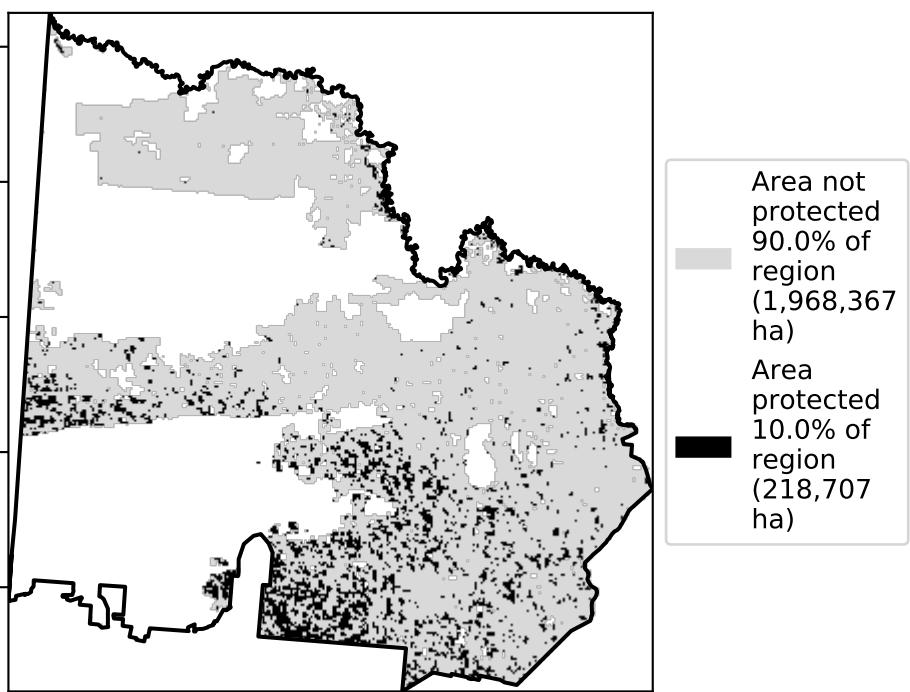 Area not
protected
90.0% of
region
(1,968,367
ha)
Area
protected
10.0% of
region
(218,707
ha)